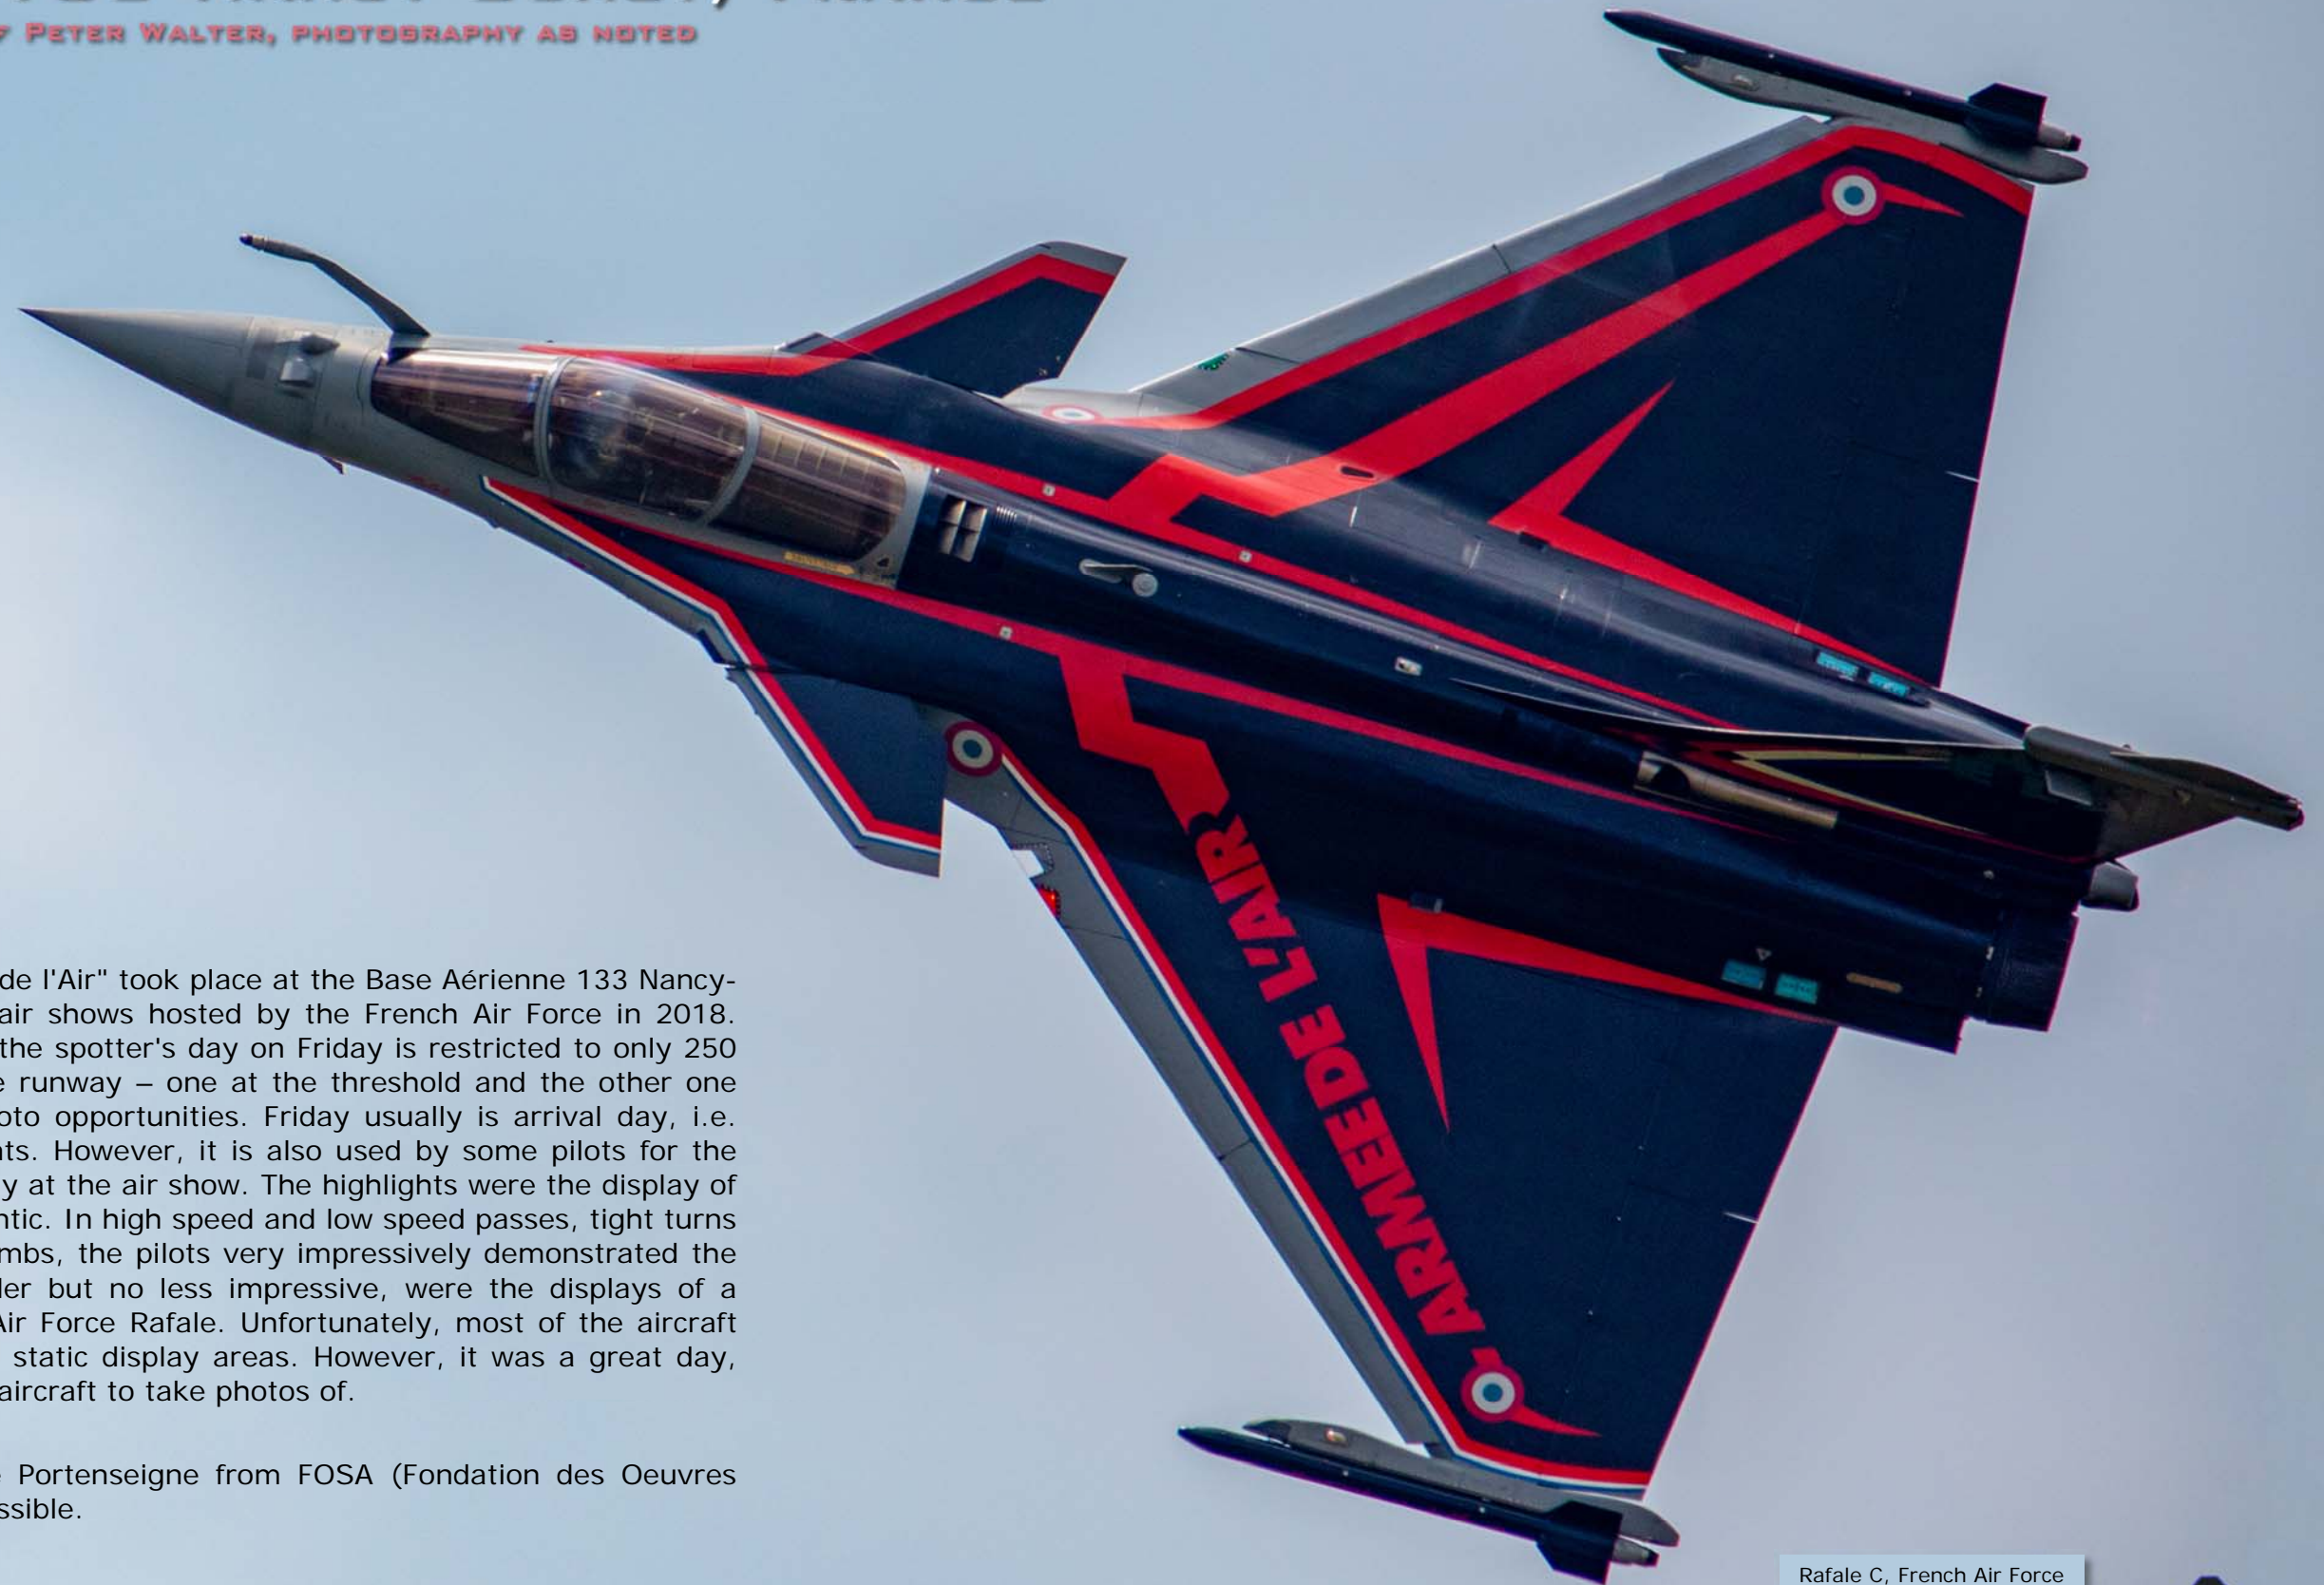 PETER WALTER, PHOTOGRAPHY AS NOTED
ARMEE DE L'AIR
de l'Air" took place at the Base Aérienne 133 Nancy-
air shows hosted by the French Air Force in 2018.
the spotter's day on Friday is restricted to only 250
runway – one at the threshold and the other one
opportunities. Friday usually is arrival day, i.e.
However, it is also used by some pilots for the
at the air show. The highlights were the display of
In high speed and low speed passes, tight turns
the pilots very impressively demonstrated the
but no less impressive, were the displays of a
Air Force Rafale. Unfortunately, most of the aircraft
static display areas. However, it was a great day,
aircraft to take photos of.
Portenseigne from FOSA (Fondation des Oeuvres
Rafale C, French Air Force